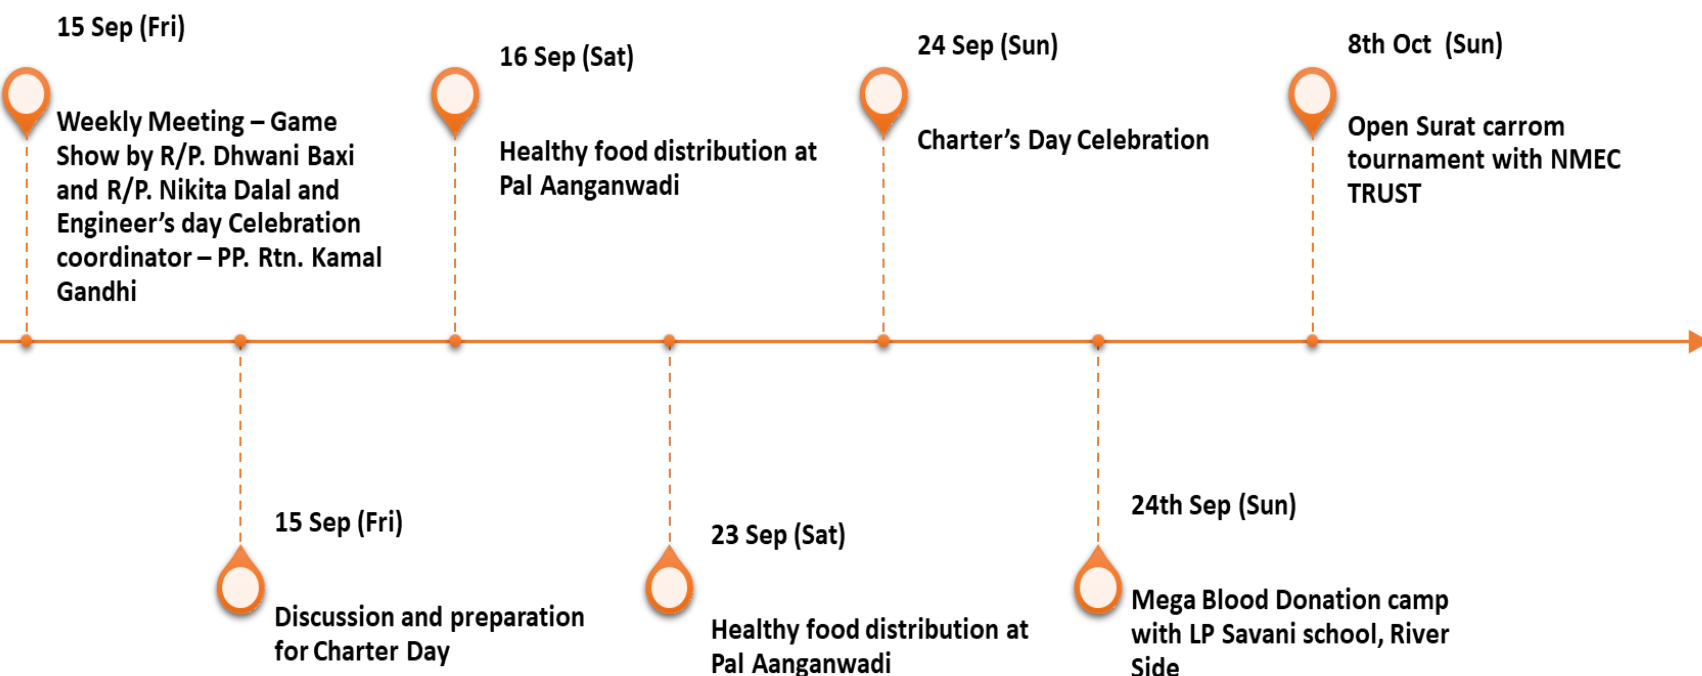 15 Sep (Fri)
Weekly Meeting – Game
Show by R/P. Dhwani Baxi
and R/P. Nikita Dalal and
Engineer’s day Celebration
coordinator – PP. Rtn. Kamal
Gandhi
15 Sep (Fri)
Discussion and preparation
for Charter Day
16 Sep (Sat)
Healthy food distribution at
Pal Aanganwadi
23 Sep (Sat)
Healthy food distribution at
Pal Aanganwadi
24 Sep (Sun)
Charter’s Day Celebration
24th Sep (Sun)
Mega Blood Donation camp
with LP Savani school, River
Side
8th Oct  (Sun)
Open Surat carrom
tournament with NMEC
TRUST